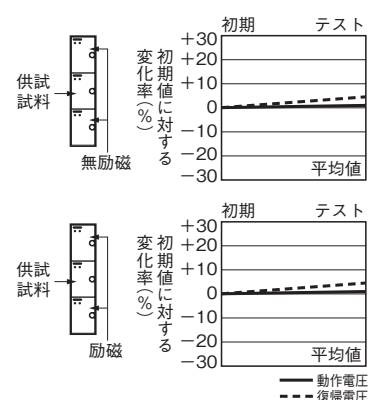 初期 テスト
初期値に対する
変化率(%)
+30
+20
+10
0
−10
−20
−30
平均値
供試
試料
無励磁
初期 テスト
初期値に対する
変化率(%)
+30
+20
+10
0
−10
−20
−30
平均値
供試
試料
励磁
動作電圧
復帰電圧